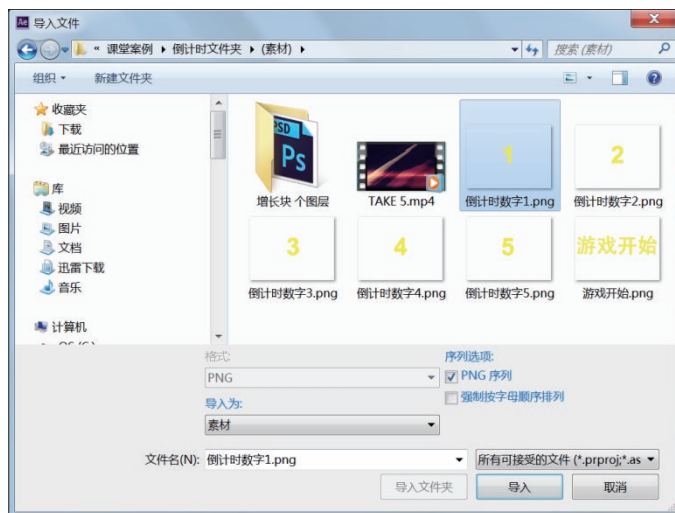 Ae 导入文件
« 课堂案例 ▸ 倒计时文件夹 ▸ (素材) ▸
搜索 (素材)
组织 新建文件夹
收藏夹
下载
最近访问的位置
库
视频
图片
文档
迅雷下载
音乐
计算机
PSD
Ps
增长块 个图层
TAKE 5.mp4
1
倒计时数字1.png
2
倒计时数字2.png
3
倒计时数字3.png
4
倒计时数字4.png
5
倒计时数字5.png
游戏开始
游戏开始.png
格式:
PNG
导入为:
素材
序列选项:
PNG 序列
强制按字母顺序排列
文件名(N): 倒计时数字1.png
所有可接受的文件 (*.prproj;*.as
导入文件夹 导入 取消